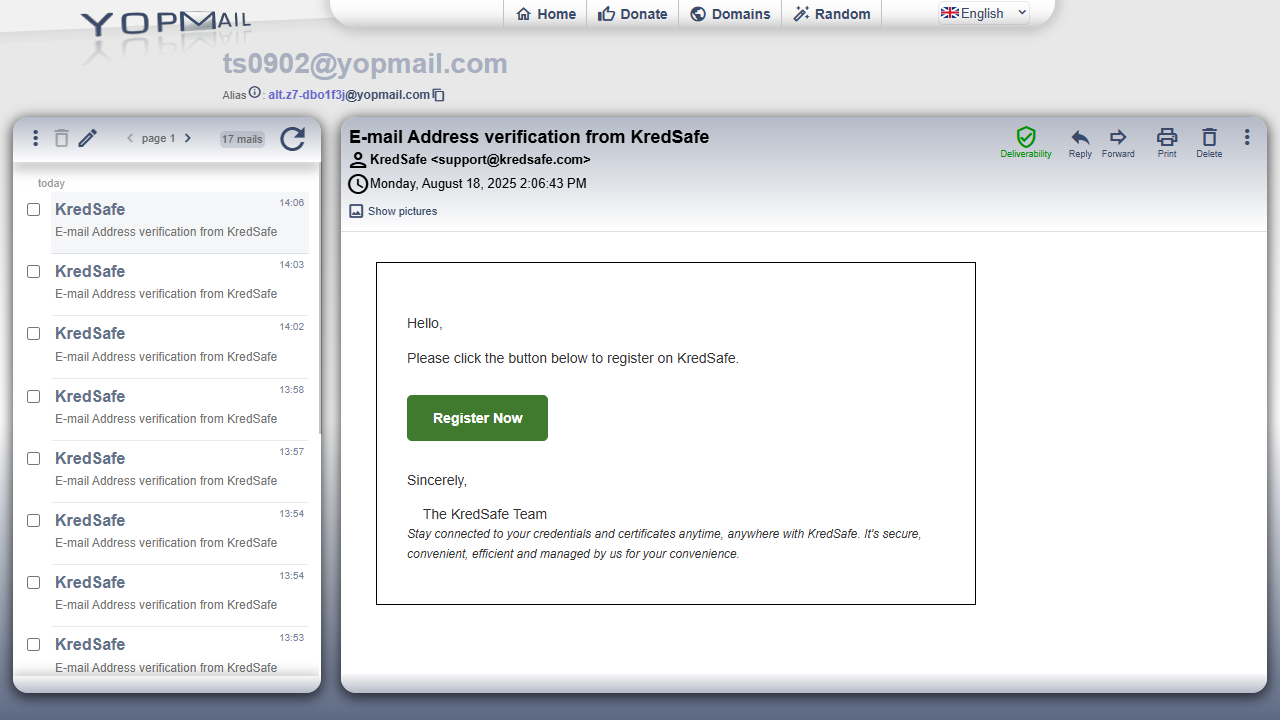 YOPMail
Home
Donate
Domains
Random
English
ts0902@yopmail.com
Alias : alt.z7-dbo1f3j@yopmail.com
page 1
17 mails
today
KredSafe 14:06
E-mail Address verification from KredSafe
KredSafe 14:03
E-mail Address verification from KredSafe
KredSafe 14:02
E-mail Address verification from KredSafe
KredSafe 13:58
E-mail Address verification from KredSafe
KredSafe 13:57
E-mail Address verification from KredSafe
KredSafe 13:54
E-mail Address verification from KredSafe
KredSafe 13:54
E-mail Address verification from KredSafe
KredSafe 13:53
E-mail Address verification from KredSafe
E-mail Address verification from KredSafe
KredSafe <support@kredsafe.com>
Monday, August 18, 2025 2:06:43 PM
Show pictures
Deliverability
Reply
Forward
Print
Delete
Hello,
Please click the button below to register on KredSafe.
Register Now
Sincerely,
The KredSafe Team
Stay connected to your credentials and certificates anytime, anywhere with KredSafe. It's secure,
convenient, efficient and managed by us for your convenience.